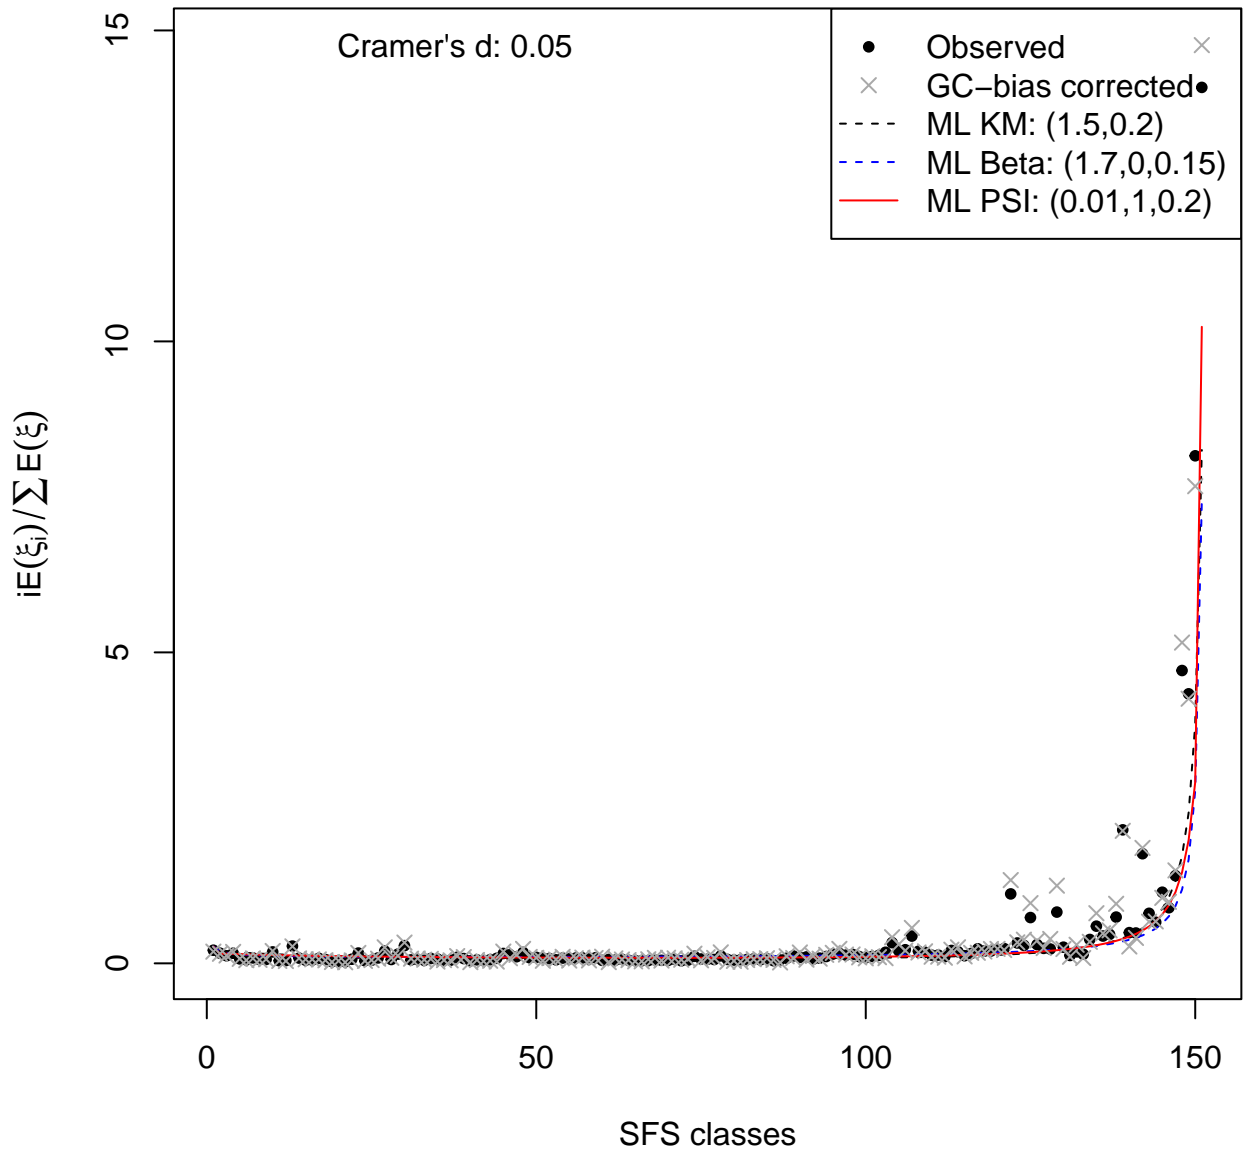 Cramer's d: 0.05
Observed
GC−bias corrected
ML KM: (1.5,0.2)
ML Beta: (1.7,0,0.15)
ML PSI: (0.01,1,0.2)
15
10
5
0
iE(ξi)/∑E(ξ)
0 50 100 150
SFS classes